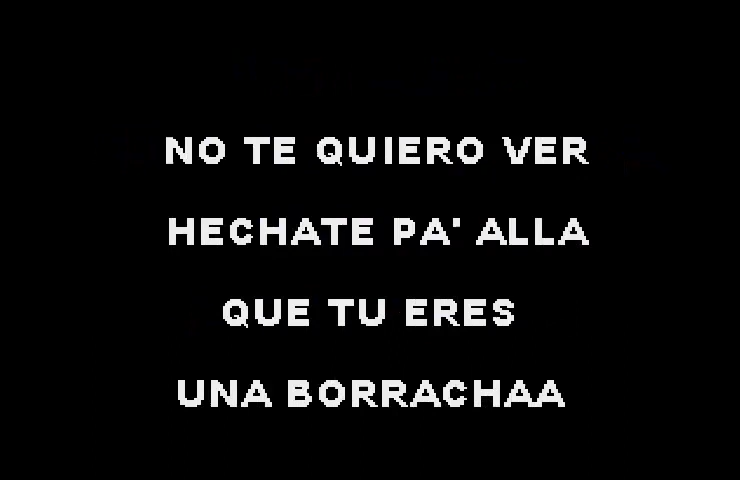 NO TE QUIERO VER
HECHATE PA' ALLA
QUE TU ERES
UNA BORRACHAA